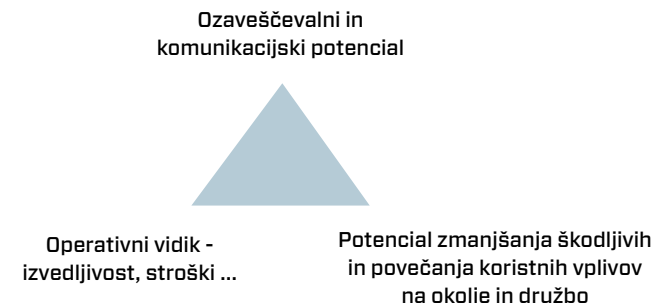 Ozaveščevalni in
komunikacijski potencial
Operativni vidik -
izvedljivost, stroški ...
Potencial zmanjšanja škodljivih
in povečanja koristnih vplivov
na okolje in družbo